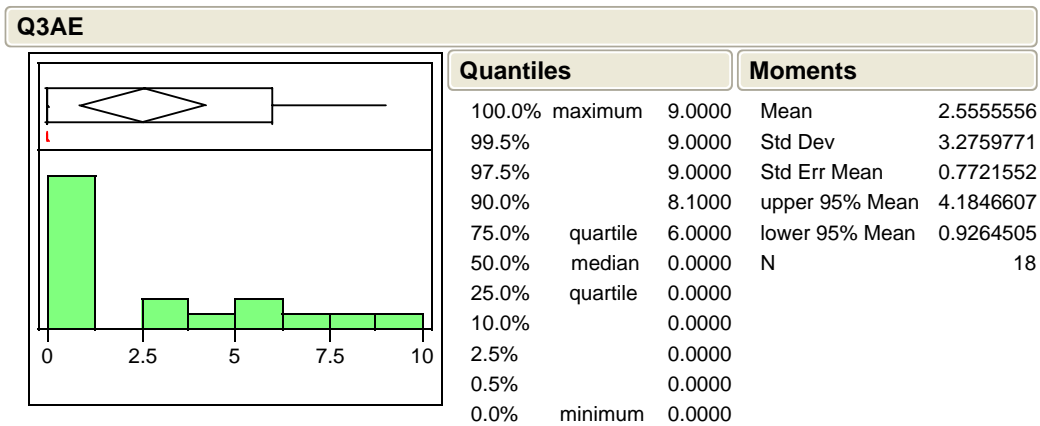 Q3AE
0 2.5 5 7.5 10
Quantiles
100.0% maximum 9.0000
99.5% 9.0000
97.5% 9.0000
90.0% 8.1000
75.0% quartile 6.0000
50.0% median 0.0000
25.0% quartile 0.0000
10.0% 0.0000
2.5% 0.0000
0.5% 0.0000
0.0% minimum 0.0000
Moments
Mean 2.5555556
Std Dev 3.2759771
Std Err Mean 0.7721552
upper 95% Mean 4.1846607
lower 95% Mean 0.9264505
N 18